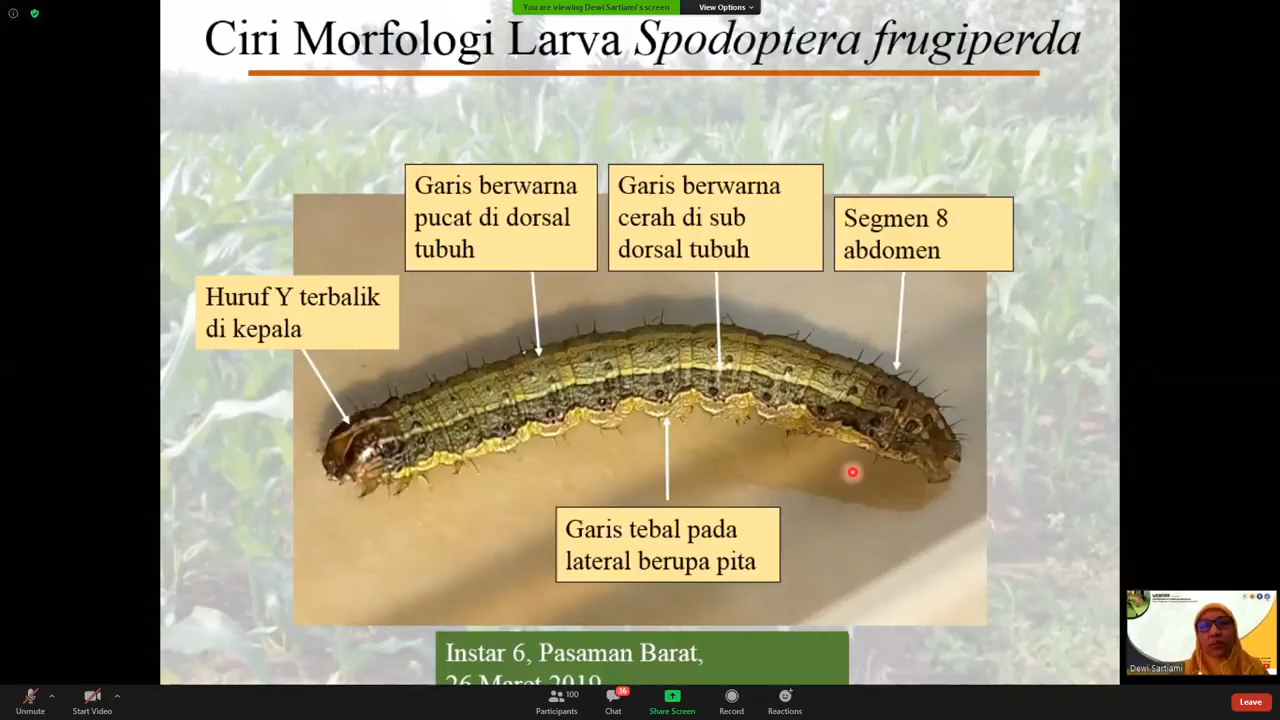 You are viewing Dewi Sartiami's screen
View Options
Ciri Morfologi Larva Spodoptera frugiperda
Garis berwarna
pucat di dorsal
tubuh
Garis berwarna
cerah di sub
dorsal tubuh
Segmen 8
abdomen
Huruf Y terbalik
di kepala
Garis tebal pada
lateral berupa pita
Instar 6, Pasaman Barat,
26 Maret 2019
Dewi Sartiami
Unmute
Start Video
100
Participants
36
Chat
Share Screen
Record
Reactions
Leave